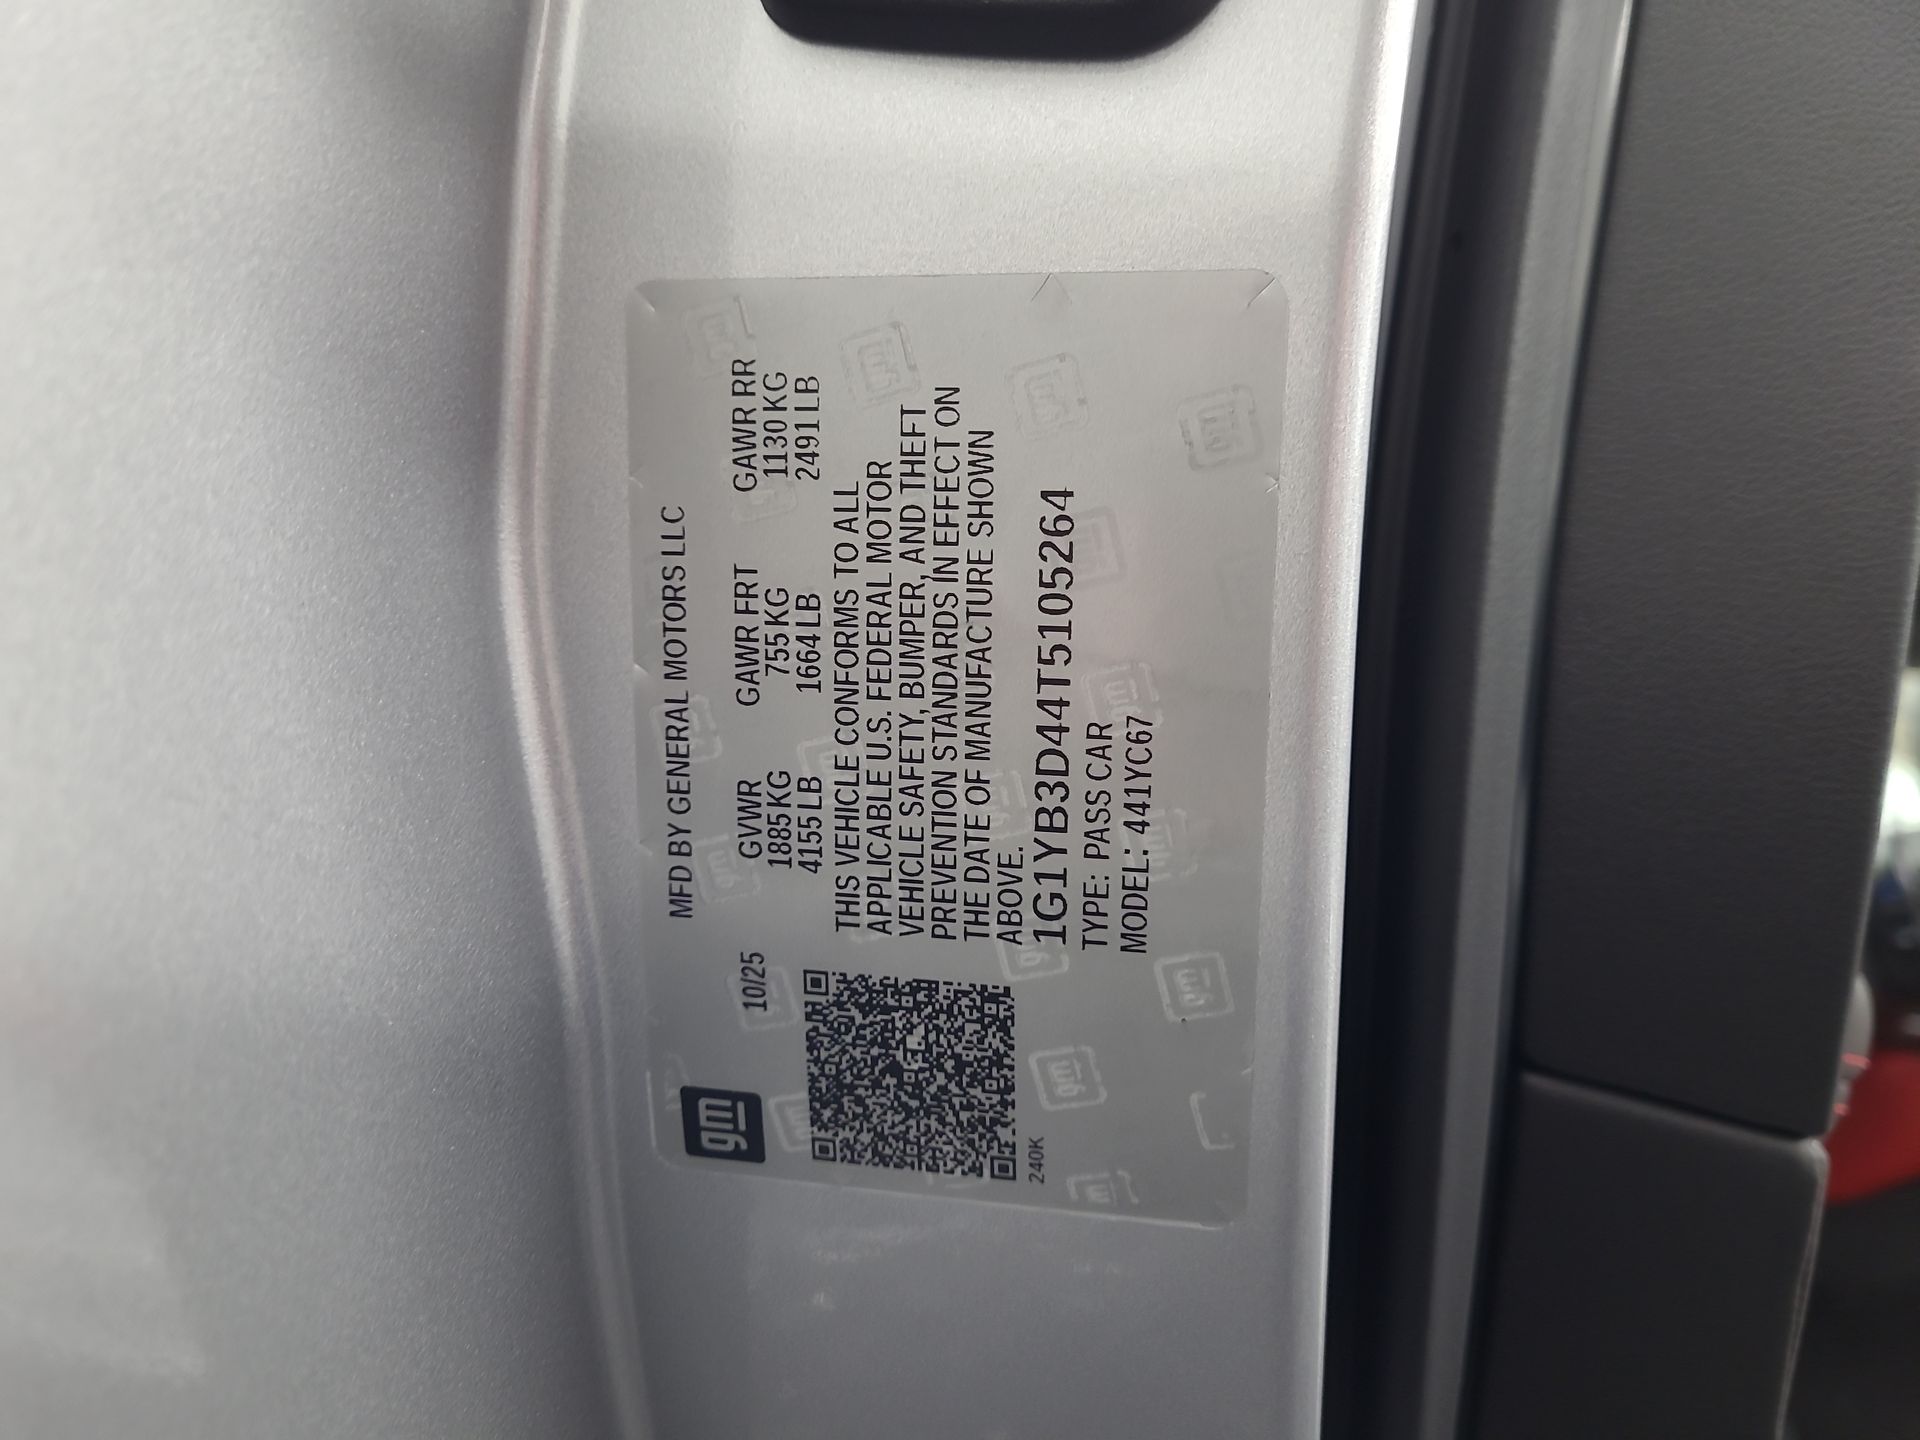 gm
10/25
MFD BY GENERAL MOTORS LLC
GVWR GAWR FRT GAWR RR
1885 KG 755 KG 1130 KG
4155 LB 1664 LB 2491 LB
THIS VEHICLE CONFORMS TO ALL
APPLICABLE U.S. FEDERAL MOTOR
VEHICLE SAFETY, BUMPER, AND THEFT
PREVENTION STANDARDS IN EFFECT ON
THE DATE OF MANUFACTURE SHOWN
ABOVE.
1G1YB3D44T5105264
TYPE: PASS CAR
MODEL: 441YC67
240K